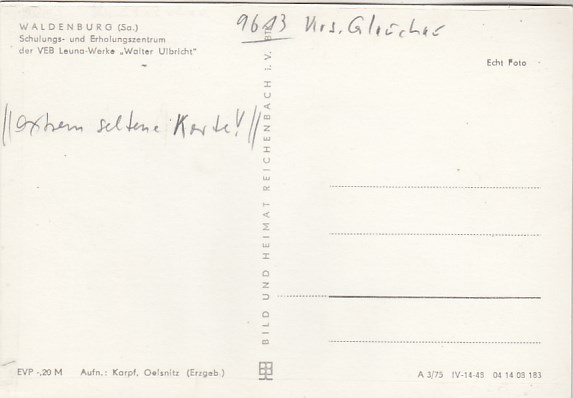 WALDENBURG (Sa.)
Schulungs- und Erholungszentrum
der VEB Leuna-Werke „Walter Ulbricht"
9613 Krs. Glauchau
Echt Foto
//extrem seltene Karte!//
BILD UND HEIMAT REICHENBACH I. V.
EVP -,20 M Aufn.: Karpf, Oelsnitz (Erzgeb.)
A 3/75 IV-14-48 04 14 03 183